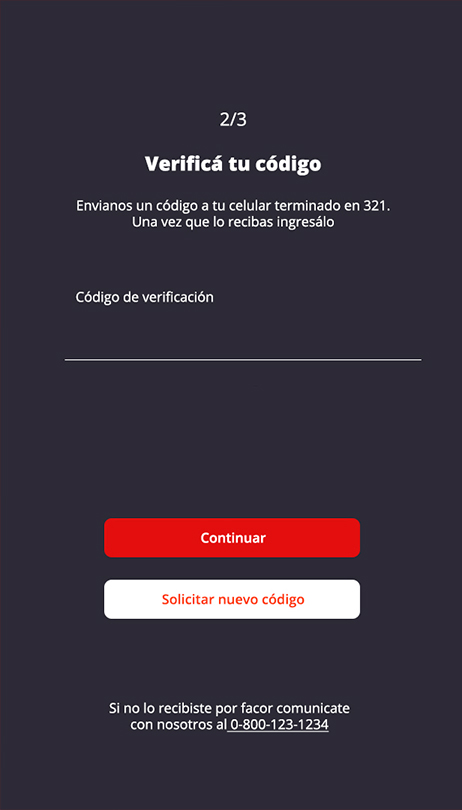 2/3
Verificá tu código
Envianos un código a tu celular terminado en 321.
Una vez que lo recibas ingresálo
Código de verificación
Continuar
Solicitar nuevo código
Si no lo recibiste por facor comunicate
con nosotros al 0-800-123-1234